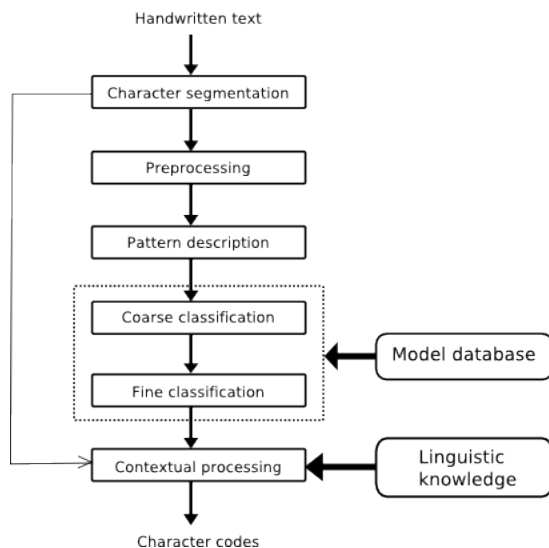 Handwritten text
Character segmentation
Preprocessing
Pattern description
Coarse classification
Model database
Fine classification
Linguistic
knowledge
Contextual processing
Character codes